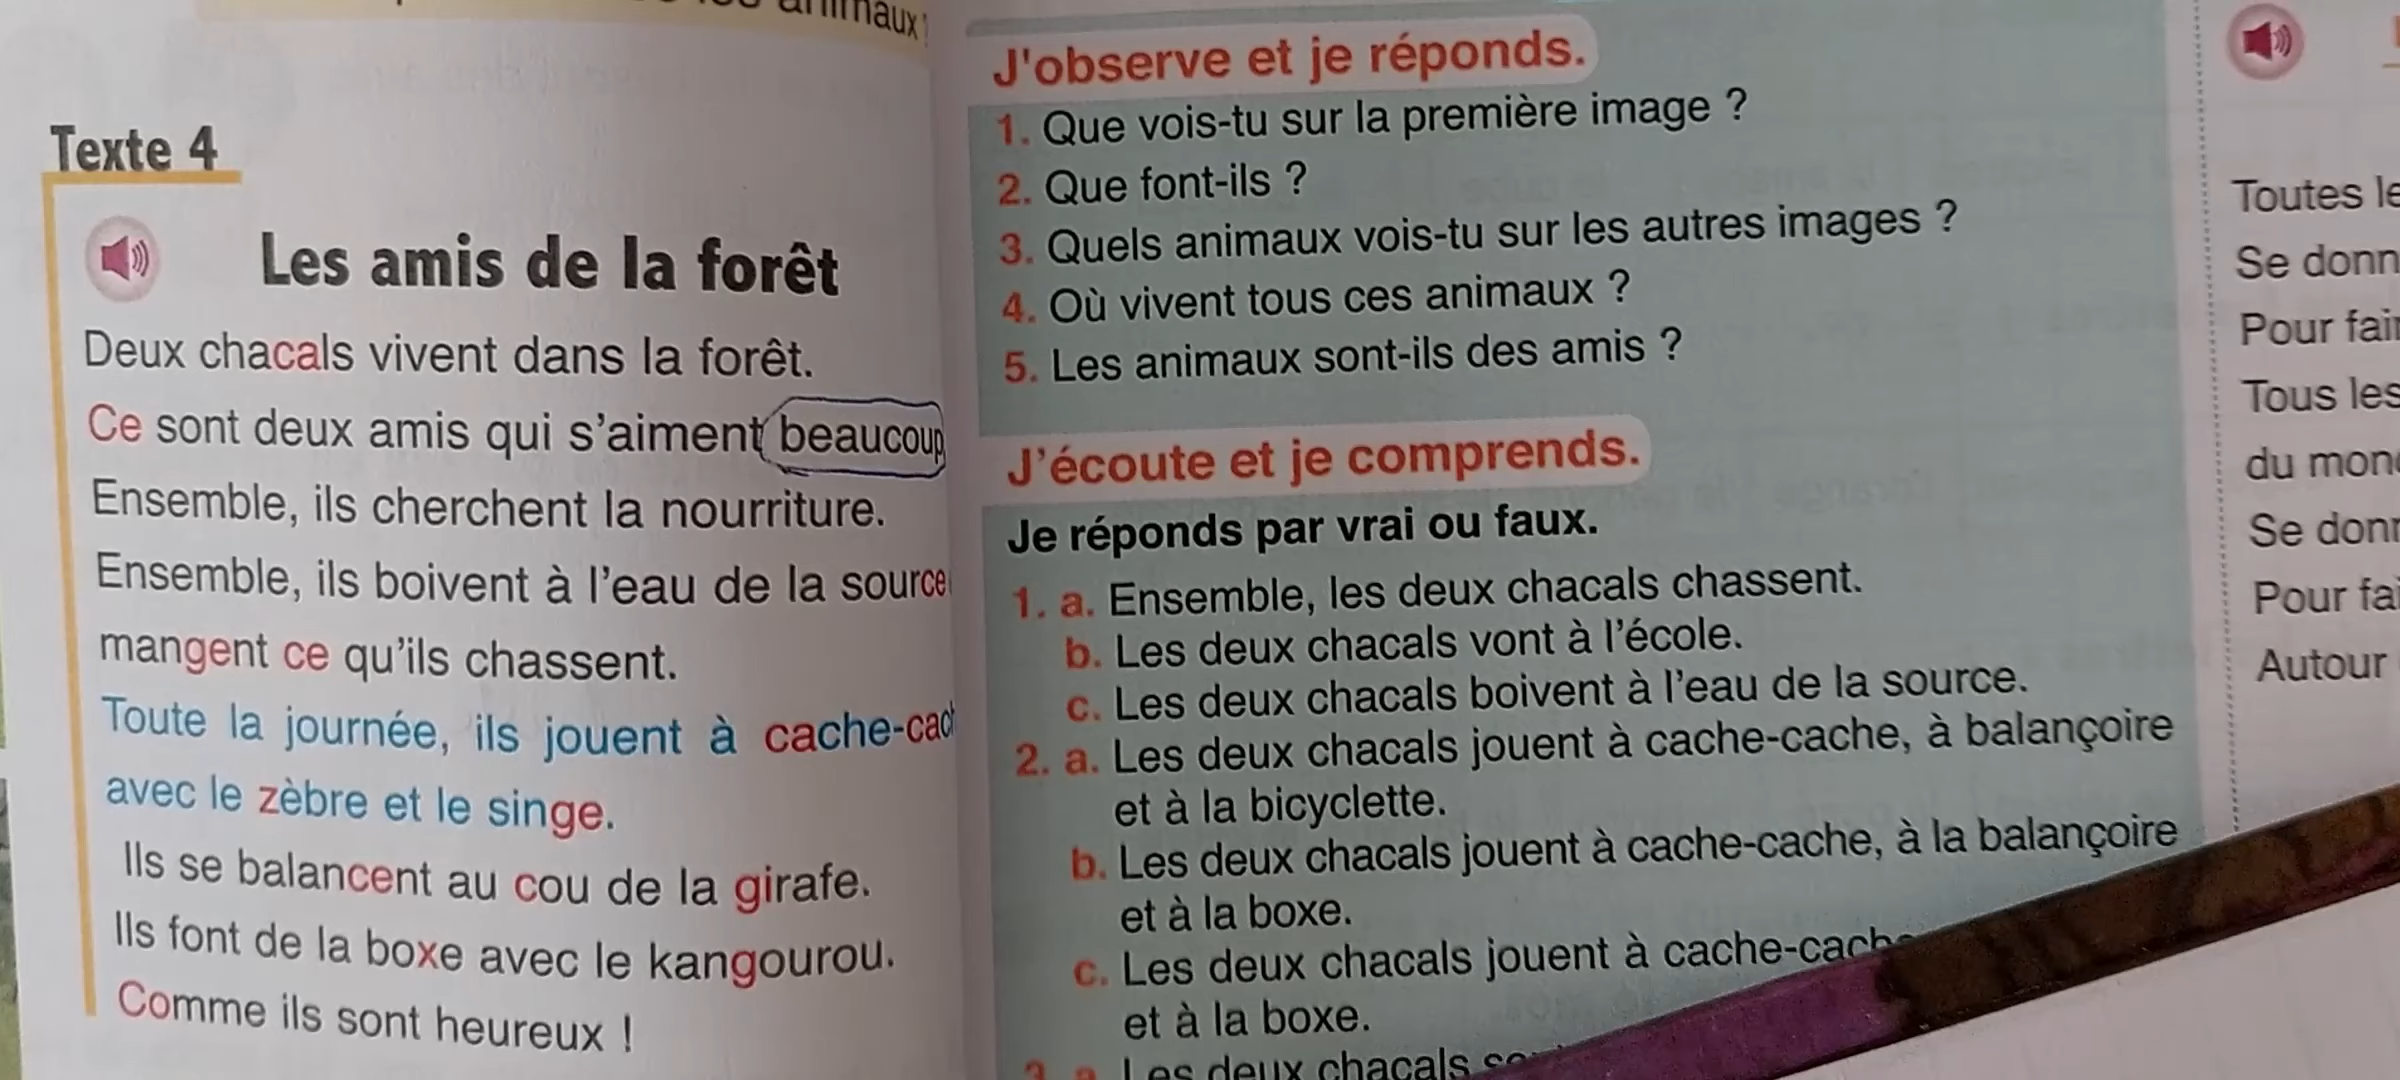 animaux
Texte 4
Les amis de la forêt
Deux chacals vivent dans la forêt.
Ce sont deux amis qui s'aiment beaucoup
Ensemble, ils cherchent la nourriture.
Ensemble, ils boivent à l'eau de la source
mangent ce qu'ils chassent.
Toute la journée, ils jouent à cache-cach
avec le zèbre et le singe.
Ils se balancent au cou de la girafe.
Ils font de la boxe avec le kangourou.
Comme ils sont heureux !
J'observe et je réponds.
1. Que vois-tu sur la première image ?
2. Que font-ils ?
3. Quels animaux vois-tu sur les autres images ?
4. Où vivent tous ces animaux ?
5. Les animaux sont-ils des amis ?
J'écoute et je comprends.
Je réponds par vrai ou faux.
1. a. Ensemble, les deux chacals chassent.
b. Les deux chacals vont à l'école.
c. Les deux chacals boivent à l'eau de la source.
2. a. Les deux chacals jouent à cache-cache, à balançoire
et à la bicyclette.
b. Les deux chacals jouent à cache-cache, à la balançoire
et à la boxe.
c. Les deux chacals jouent à cache-cache
et à la boxe.
3. a. Les deux chacals
Toutes le
Se donn
Pour fair
Tous les
du mon
Se donn
Pour fai
Autour